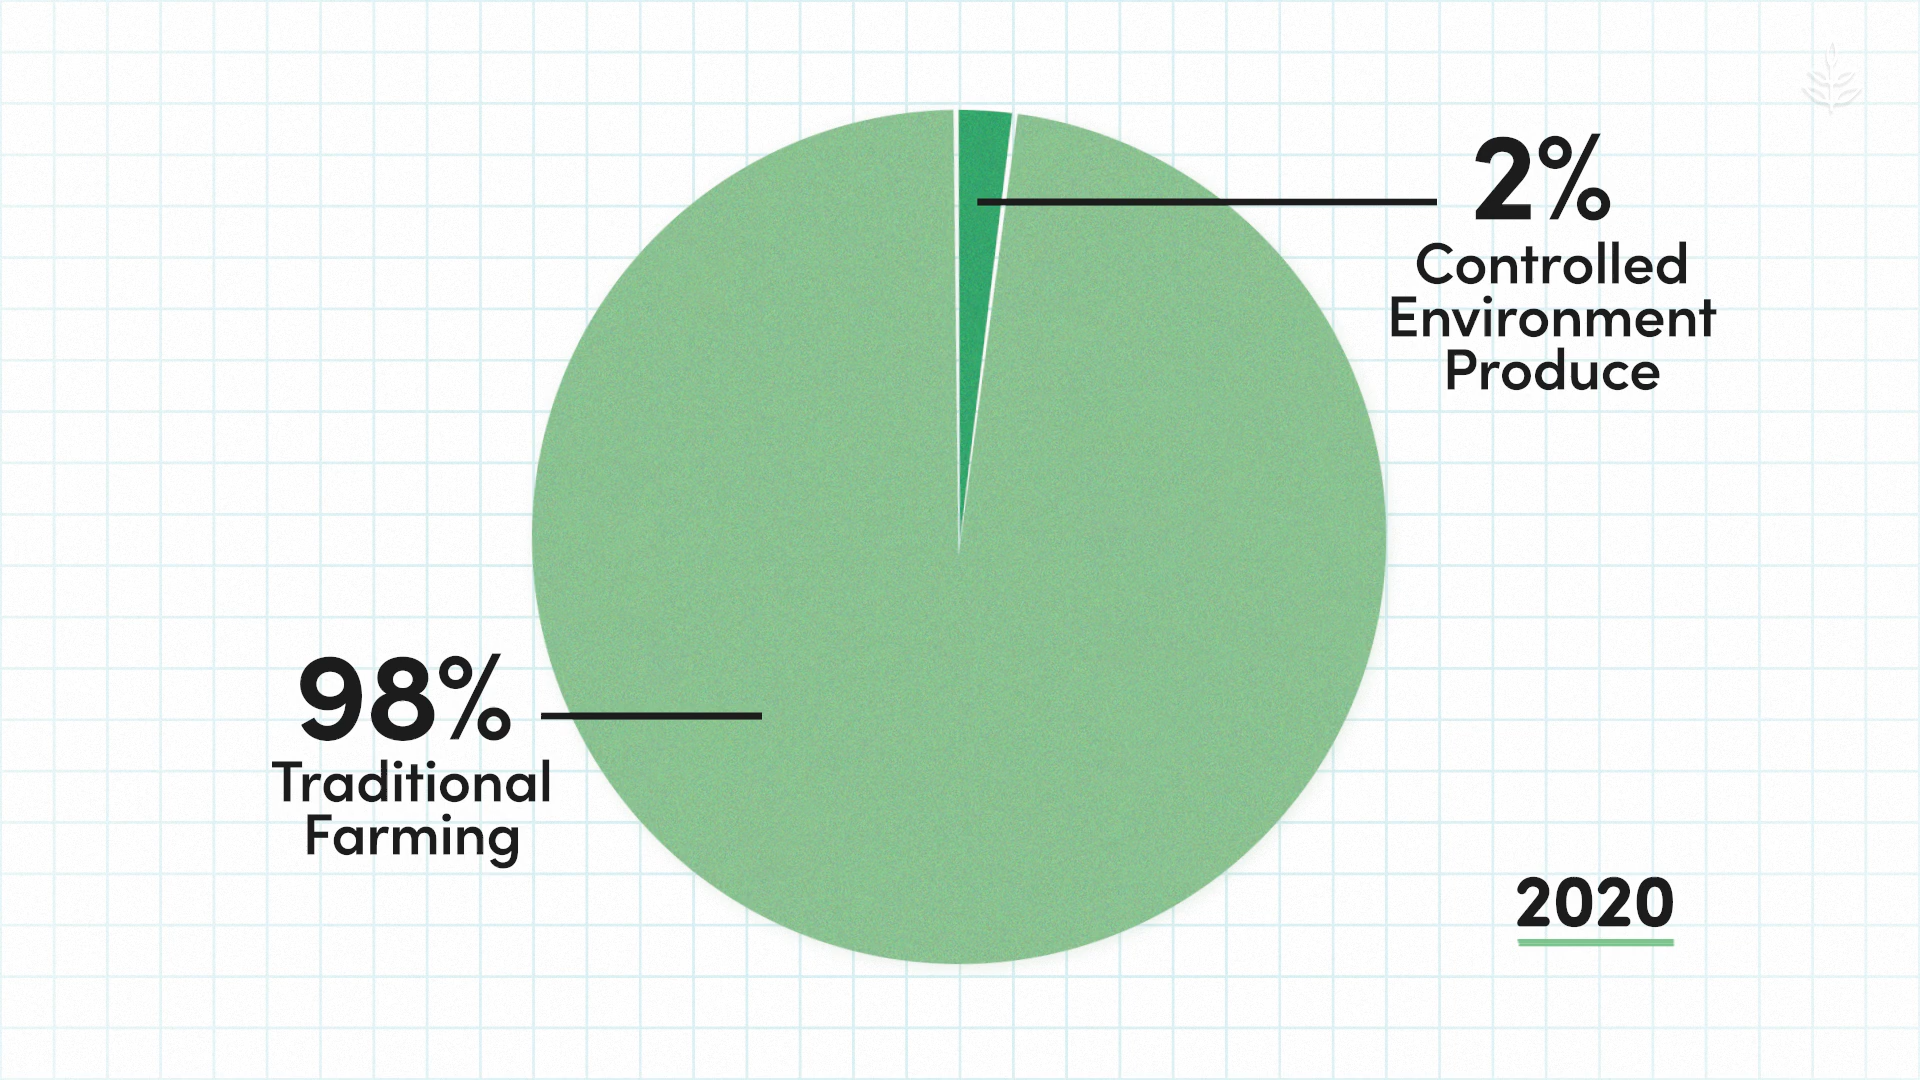 2%
Controlled
Environment
Produce
98%
Traditional
Farming
2020